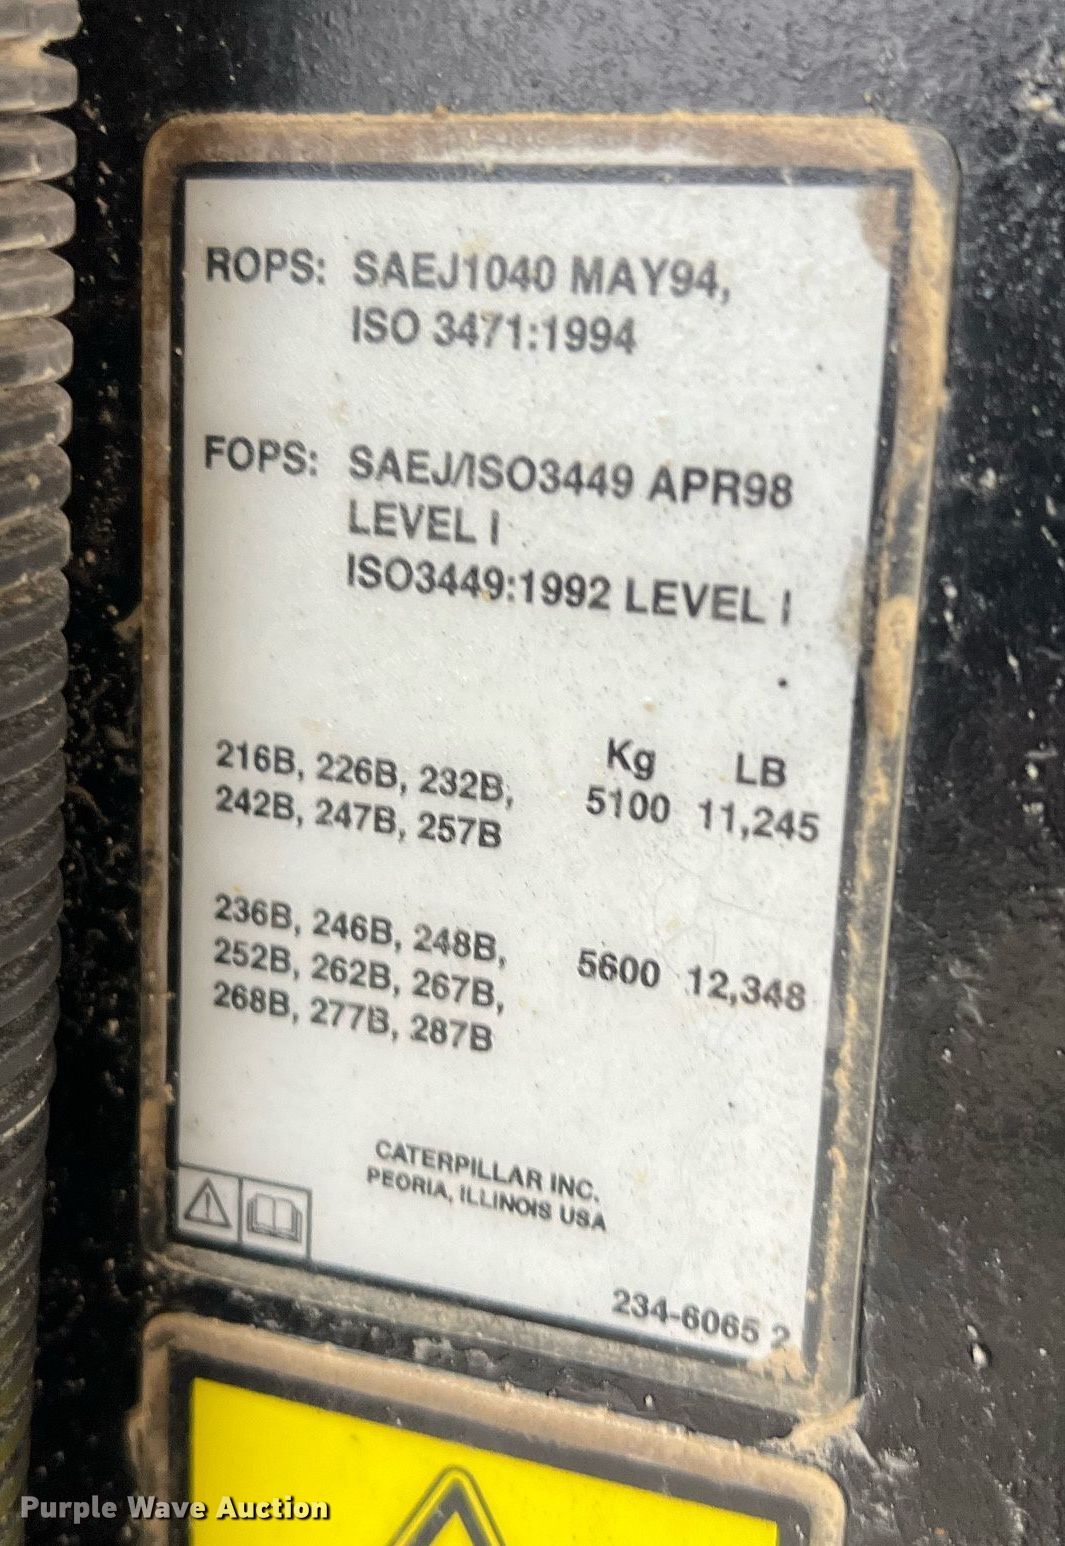 ROPS: SAEJ1040 MAY94,
ISO 3471:1994
FOPS: SAEJ/ISO3449 APR98
LEVEL I
ISO3449:1992 LEVEL I
Kg LB
216B, 226B, 232B, 5100 11,245
242B, 247B, 257B
236B, 246B, 248B, 5600 12,348
252B, 262B, 267B,
268B, 277B, 287B
CATERPILLAR INC.
PEORIA, ILLINOIS USA
234-6065 2
Purple Wave Auction